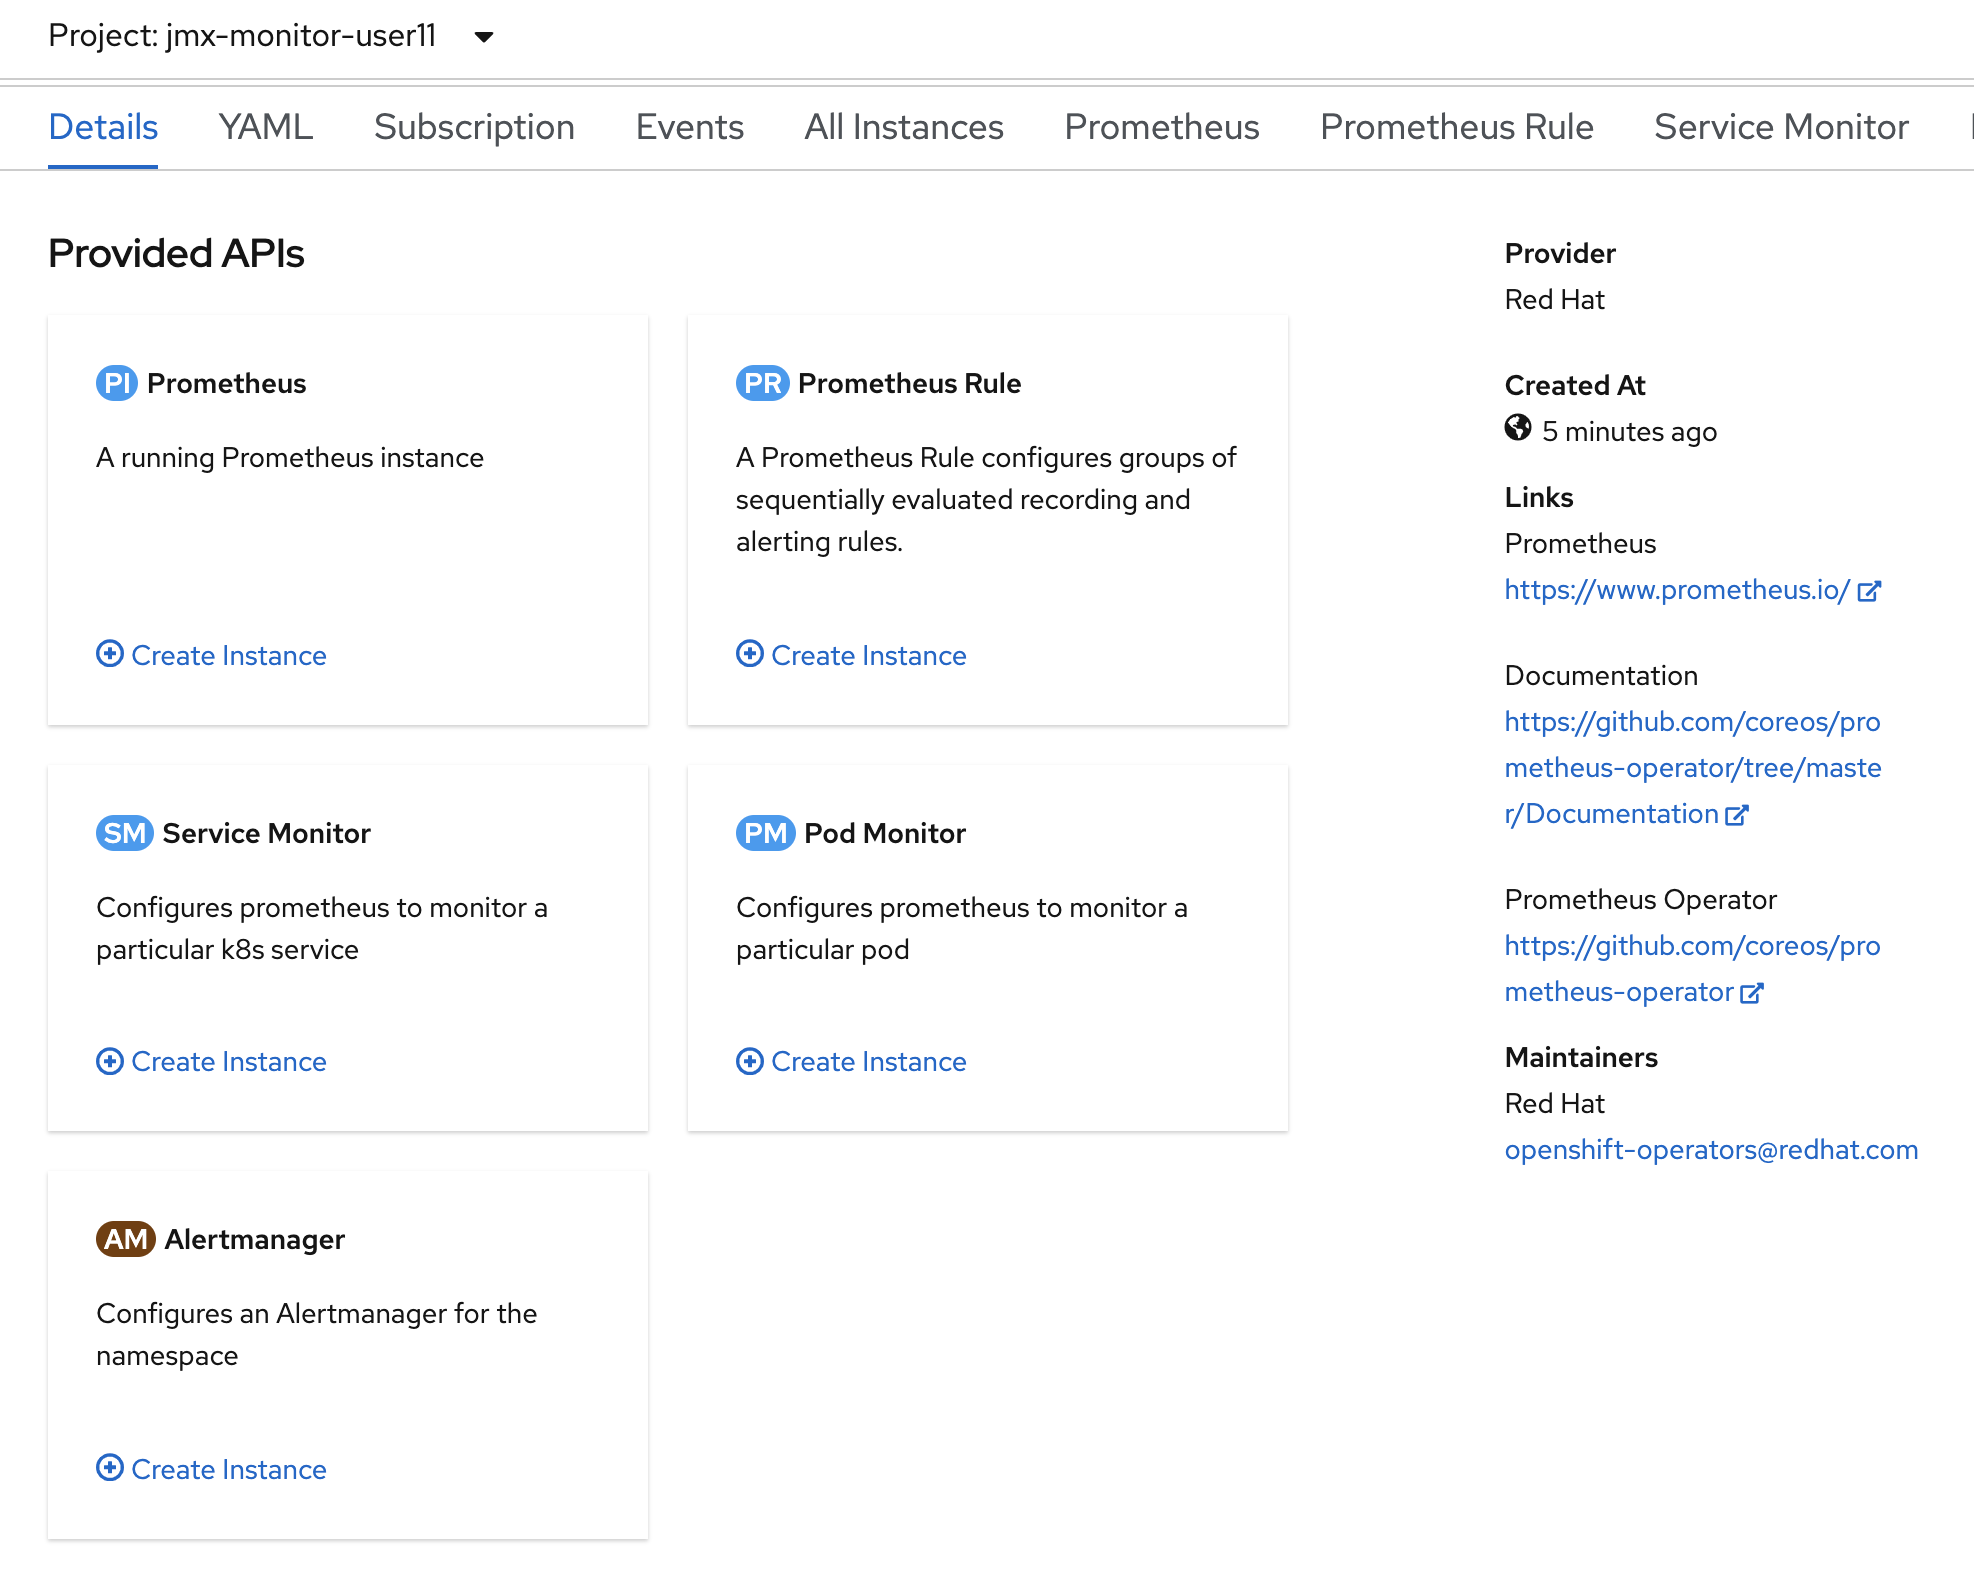 Project: jmx-monitor-user11
Details YAML Subscription Events All Instances Prometheus Prometheus Rule Service Monitor
Provided APIs
PI Prometheus
A running Prometheus instance
Create Instance
PR Prometheus Rule
A Prometheus Rule configures groups of
sequentially evaluated recording and
alerting rules.
Create Instance
SM Service Monitor
Configures prometheus to monitor a
particular k8s service
Create Instance
PM Pod Monitor
Configures prometheus to monitor a
particular pod
Create Instance
AM Alertmanager
Configures an Alertmanager for the
namespace
Create Instance
Provider
Red Hat
Created At
5 minutes ago
Links
Prometheus
https://www.prometheus.io/
Documentation
https://github.com/coreos/pro
metheus-operator/tree/maste
r/Documentation
Prometheus Operator
https://github.com/coreos/pro
metheus-operator
Maintainers
Red Hat
openshift-operators@redhat.com